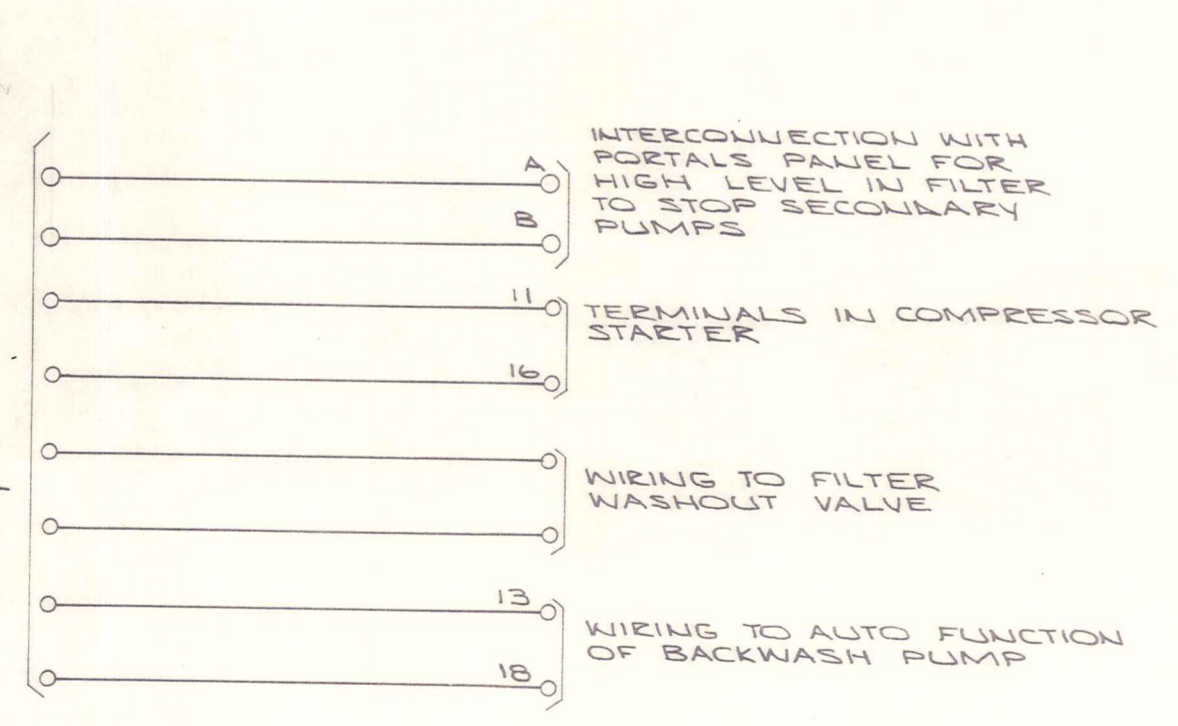 INTERCONNECTION WITH
PORTALS PANEL FOR
HIGH LEVEL IN FILTER
TO STOP SECONDARY
PUMPS
A
B
TERMINALS IN COMPRESSOR
STARTER
11
16
WIRING TO FILTER
WASHOUT VALVE
WIRING TO AUTO FUNCTION
OF BACKWASH PUMP
13
18